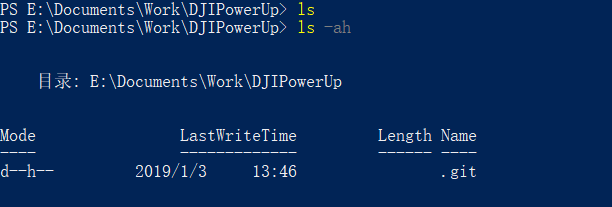 PS E:\Documents\Work\DJIPowerUp> ls
PS E:\Documents\Work\DJIPowerUp> ls -ah
目录: E:\Documents\Work\DJIPowerUp
Mode LastWriteTime Length Name
---- ------------- ------ ----
d--h-- 2019/1/3 13:46 .git